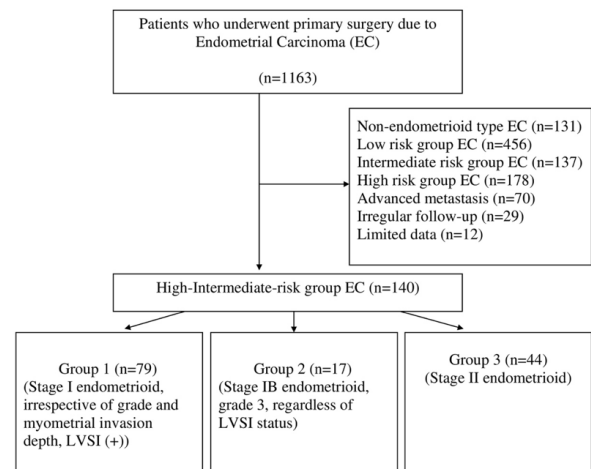 Patients who underwent primary surgery due to
Endometrial Carcinoma (EC)
(n=1163)
Non-endometrioid type EC (n=131)
Low risk group EC (n=456)
Intermediate risk group EC (n=137)
High risk group EC (n=178)
Advanced metastasis (n=70)
Irregular follow-up (n=29)
Limited data (n=12)
High-Intermediate-risk group EC (n=140)
Group 1 (n=79)
(Stage I endometrioid,
irrespective of grade and
myometrial invasion
depth, LVSI (+))
Group 2 (n=17)
(Stage IB endometrioid,
grade 3, regardless of
LVSI status)
Group 3 (n=44)
(Stage II endometrioid)